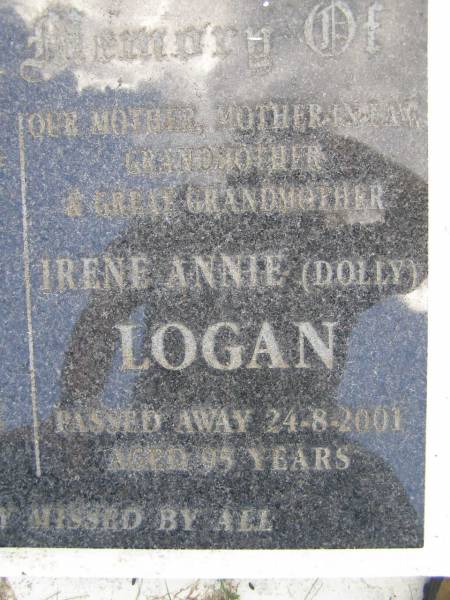 Memory Of
OUR MOTHER, MOTHER-IN-LAW,
GRANDMOTHER
& GREAT GRANDMOTHER
IRENE ANNIE (DOLLY)
LOGAN
PASSED AWAY 24-8-2001
AGED 95 YEARS
Y MISSED BY ALL